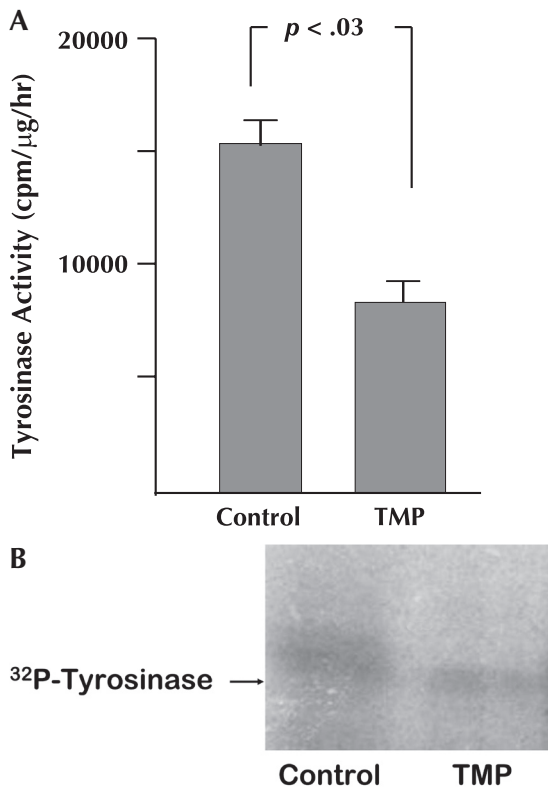 A
20000
p < .03
Tyrosinase Activity (cpm/μg/hr)
10000
Control TMP
B
³²P-Tyrosinase
Control TMP